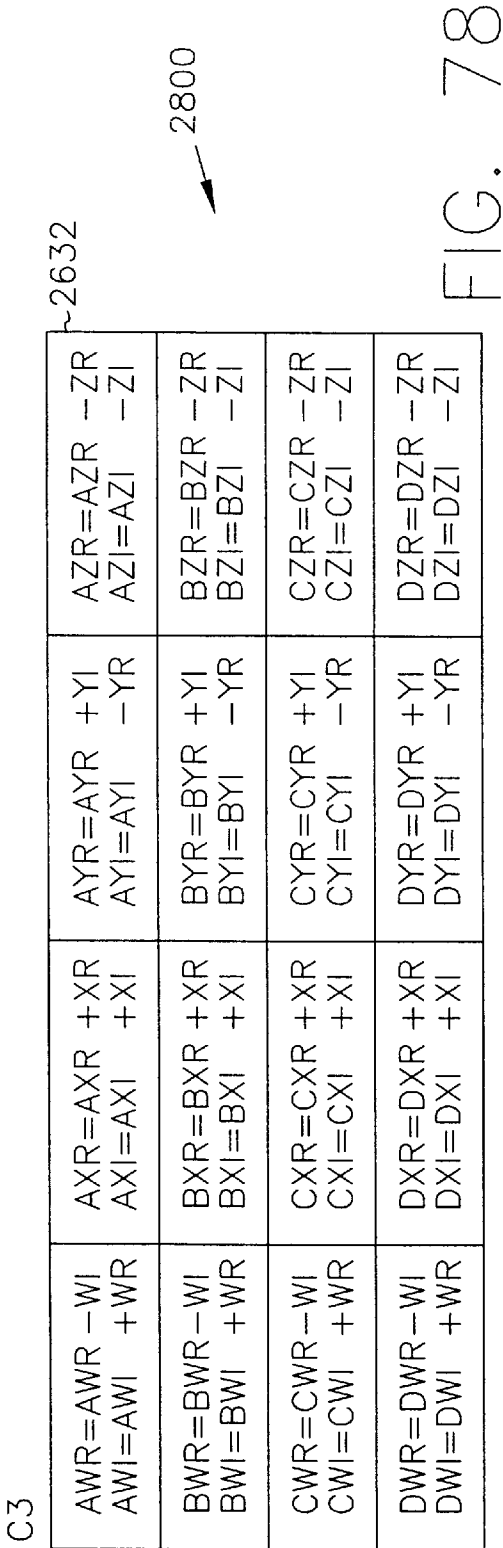 C3
2632
AWR=AWR-WI AXR=AXR +XR AYR=AYR +YI AZR=AZR -ZR
AWI=AWI +WR AXI=AXI +XI AYI=AYI -YR AZI=AZI -ZI
BWR=BWR-WI BXR=BXR +XR BYR=BYR +YI BZR=BZR -ZR
BWI=BWI +WR BXI=BXI +XI BYI=BYI -YR BZI=BZI -ZI
CWR=CWR-WI CXR=CXR +XR CYR=CYR +YI CZR=CZR -ZR
CWI=CWI +WR CXI=CXI +XI CYI=CYI -YR CZI=CZI -ZI
DWR=DWR-WI DXR=DXR +XR DYR=DYR +YI DZR=DZR -ZR
DWI=DWI +WR DXI=DXI +XI DYI=DYI -YR DZI=DZI -ZI
2800
FIG. 78